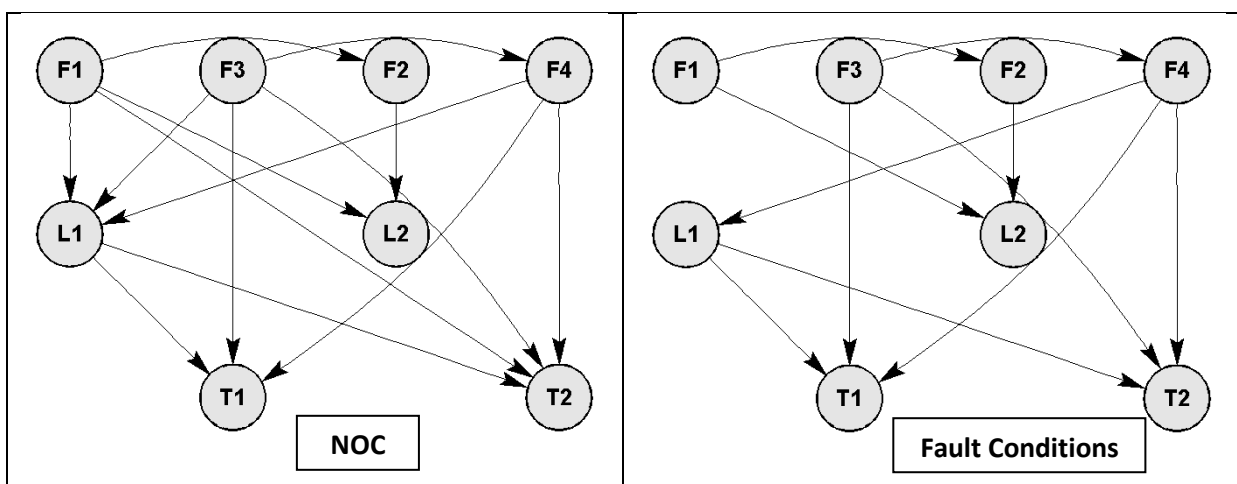 F1 F3 F2 F4
L1 L2
T1 T2
NOC
F1 F3 F2 F4
L1 L2
T1 T2
Fault Conditions